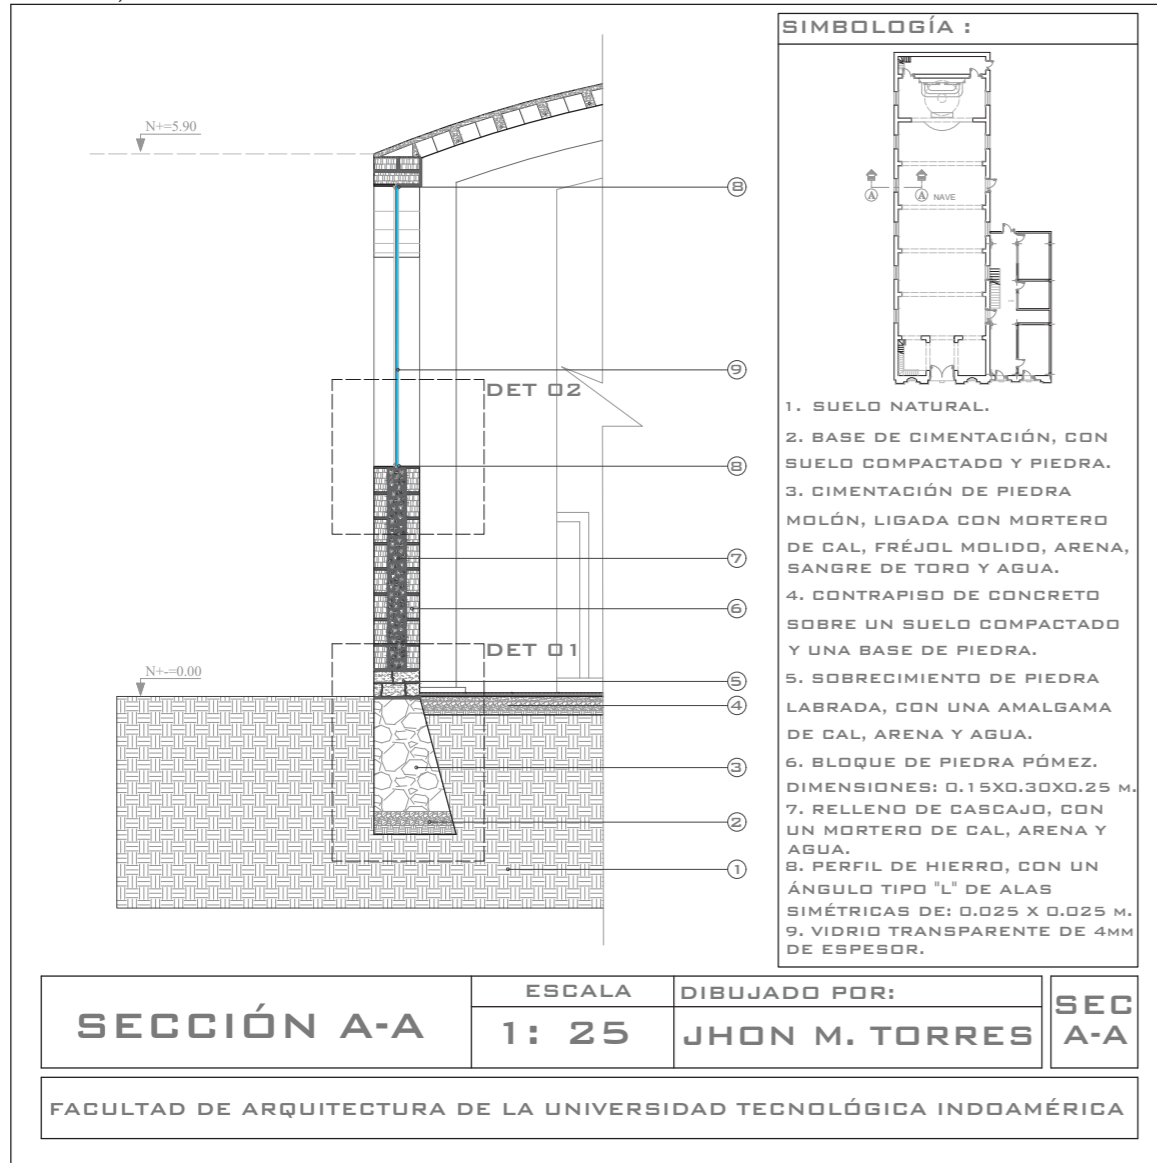 N+=5.90
8
9
DET 02
8
7
6
DET 01
N+-=0.00
5
4
3
2
1
SIMBOLOGÍA :
A
A
NAVE
1. SUELO NATURAL.
2. BASE DE CIMENTACIÓN, CON
SUELO COMPACTADO Y PIEDRA.
3. CIMENTACIÓN DE PIEDRA
MOLÓN, LIGADA CON MORTERO
DE CAL, FRÉJOL MOLIDO, ARENA,
SANGRE DE TORO Y AGUA.
4. CONTRAPISO DE CONCRETO
SOBRE UN SUELO COMPACTADO
Y UNA BASE DE PIEDRA.
5. SOBRECIMIENTO DE PIEDRA
LABRADA, CON UNA AMALGAMA
DE CAL, ARENA Y AGUA.
6. BLOQUE DE PIEDRA PÓMEZ.
DIMENSIONES: 0.15X0.30X0.25 M.
7. RELLENO DE CASCAJO, CON
UN MORTERO DE CAL, ARENA Y
AGUA.
8. PERFIL DE HIERRO, CON UN
ÁNGULO TIPO "L" DE ALAS
SIMÉTRICAS DE: 0.025 X 0.025 M.
9. VIDRIO TRANSPARENTE DE 4MM
DE ESPESOR.
SECCIÓN A-A
ESCALA
1: 25
DIBUJADO POR:
JHON M. TORRES
SEC
A-A
FACULTAD DE ARQUITECTURA DE LA UNIVERSIDAD TECNOLÓGICA INDOAMÉRICA